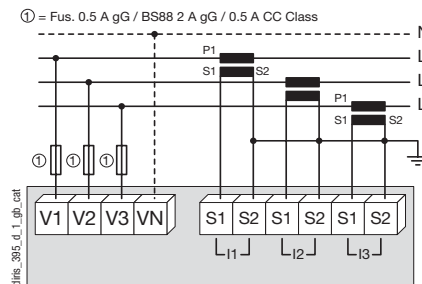 ① = Fus. 0.5 A gG / BS88 2 A gG / 0.5 A CC Class
P1
S1 S2
P1
S1 S2
① ① ①
V1 V2 V3 VN S1 S2 S1 S2 S1 S2
I1 I2 I3
diris_395_d_1_gb_cat